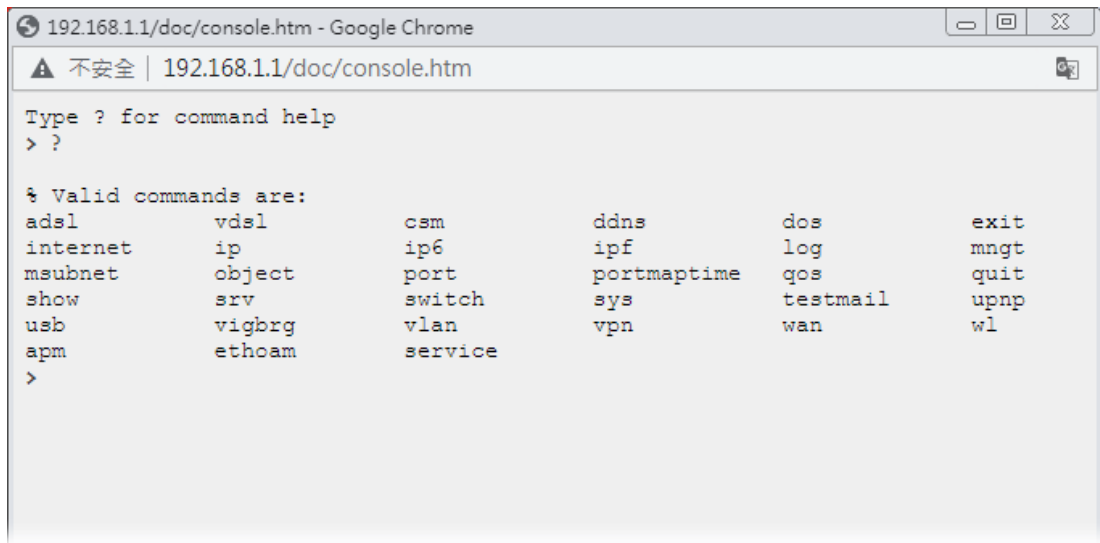 192.168.1.1/doc/console.htm - Google Chrome
不安全 | 192.168.1.1/doc/console.htm
Type ? for command help
> ?
% Valid commands are:
adsl vdsl csm ddns dos exit
internet ip ip6 ipf log mngt
msubnet object port portmaptime qos quit
show srv switch sys testmail upnp
usb vigbrg vlan vpn wan wl
apm ethoam service
>